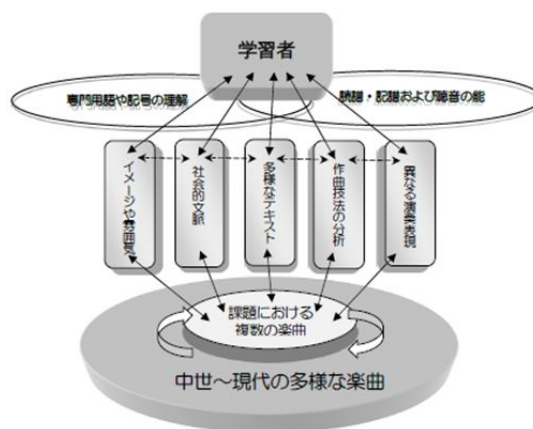 学習者
専門用語や記号の理解
読譜・記譜および聴音の能
イメージや雰囲気
社会的文脈
多様なテキスト
作曲技法の分析
異なる演奏表現
課題における
複数の楽曲
中世～現代の多様な楽曲